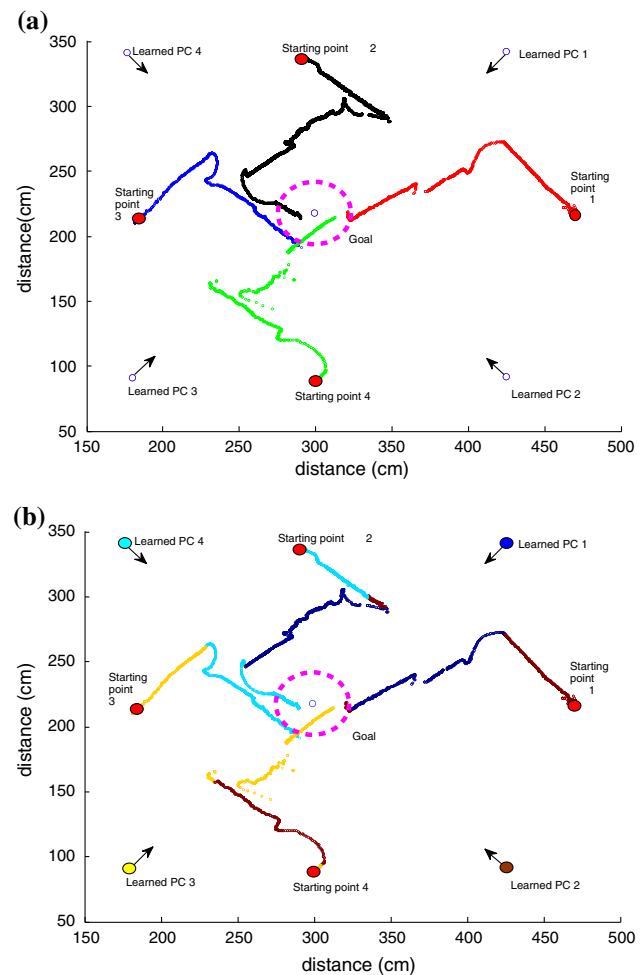 (a)
350
300
250
200
150
100
50
distance(cm)
Learned PC 4
Starting point 2
Learned PC 1
Starting
point
3
Starting
point
1
Goal
Learned PC 3
Starting point 4
Learned PC 2
150 200 250 300 350 400 450 500
distance (cm)
(b)
350
300
250
200
150
100
50
distance (cm)
Learned PC 4
Starting point 2
Learned PC 1
Starting
point
3
Starting
point
1
Goal
Learned PC 3
Starting point 4
Learned PC 2
150 200 250 300 350 400 450 500
distance (cm)